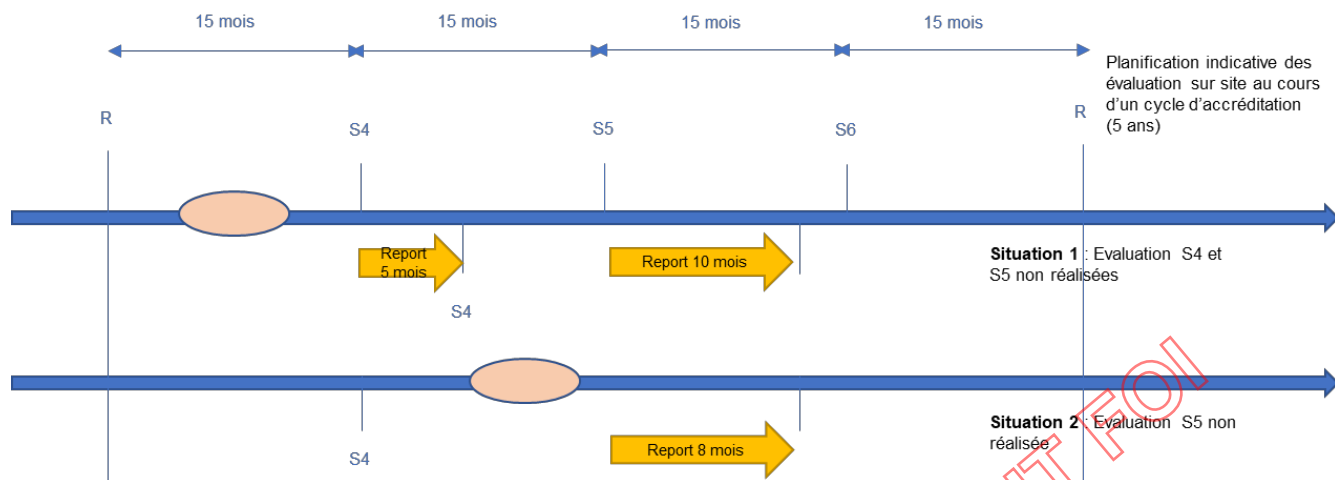 15 mois
15 mois
15 mois
15 mois
Planification indicative des
évaluation sur site au cours
d'un cycle d'accréditation
(5 ans)
R
S4
S5
S6
R
Report
5 mois
Report 10 mois
Situation 1 : Evaluation S4 et
S5 non réalisées
S4
Situation 2 : Evaluation S5 non
réalisée
Report 8 mois
S4
NT FOI